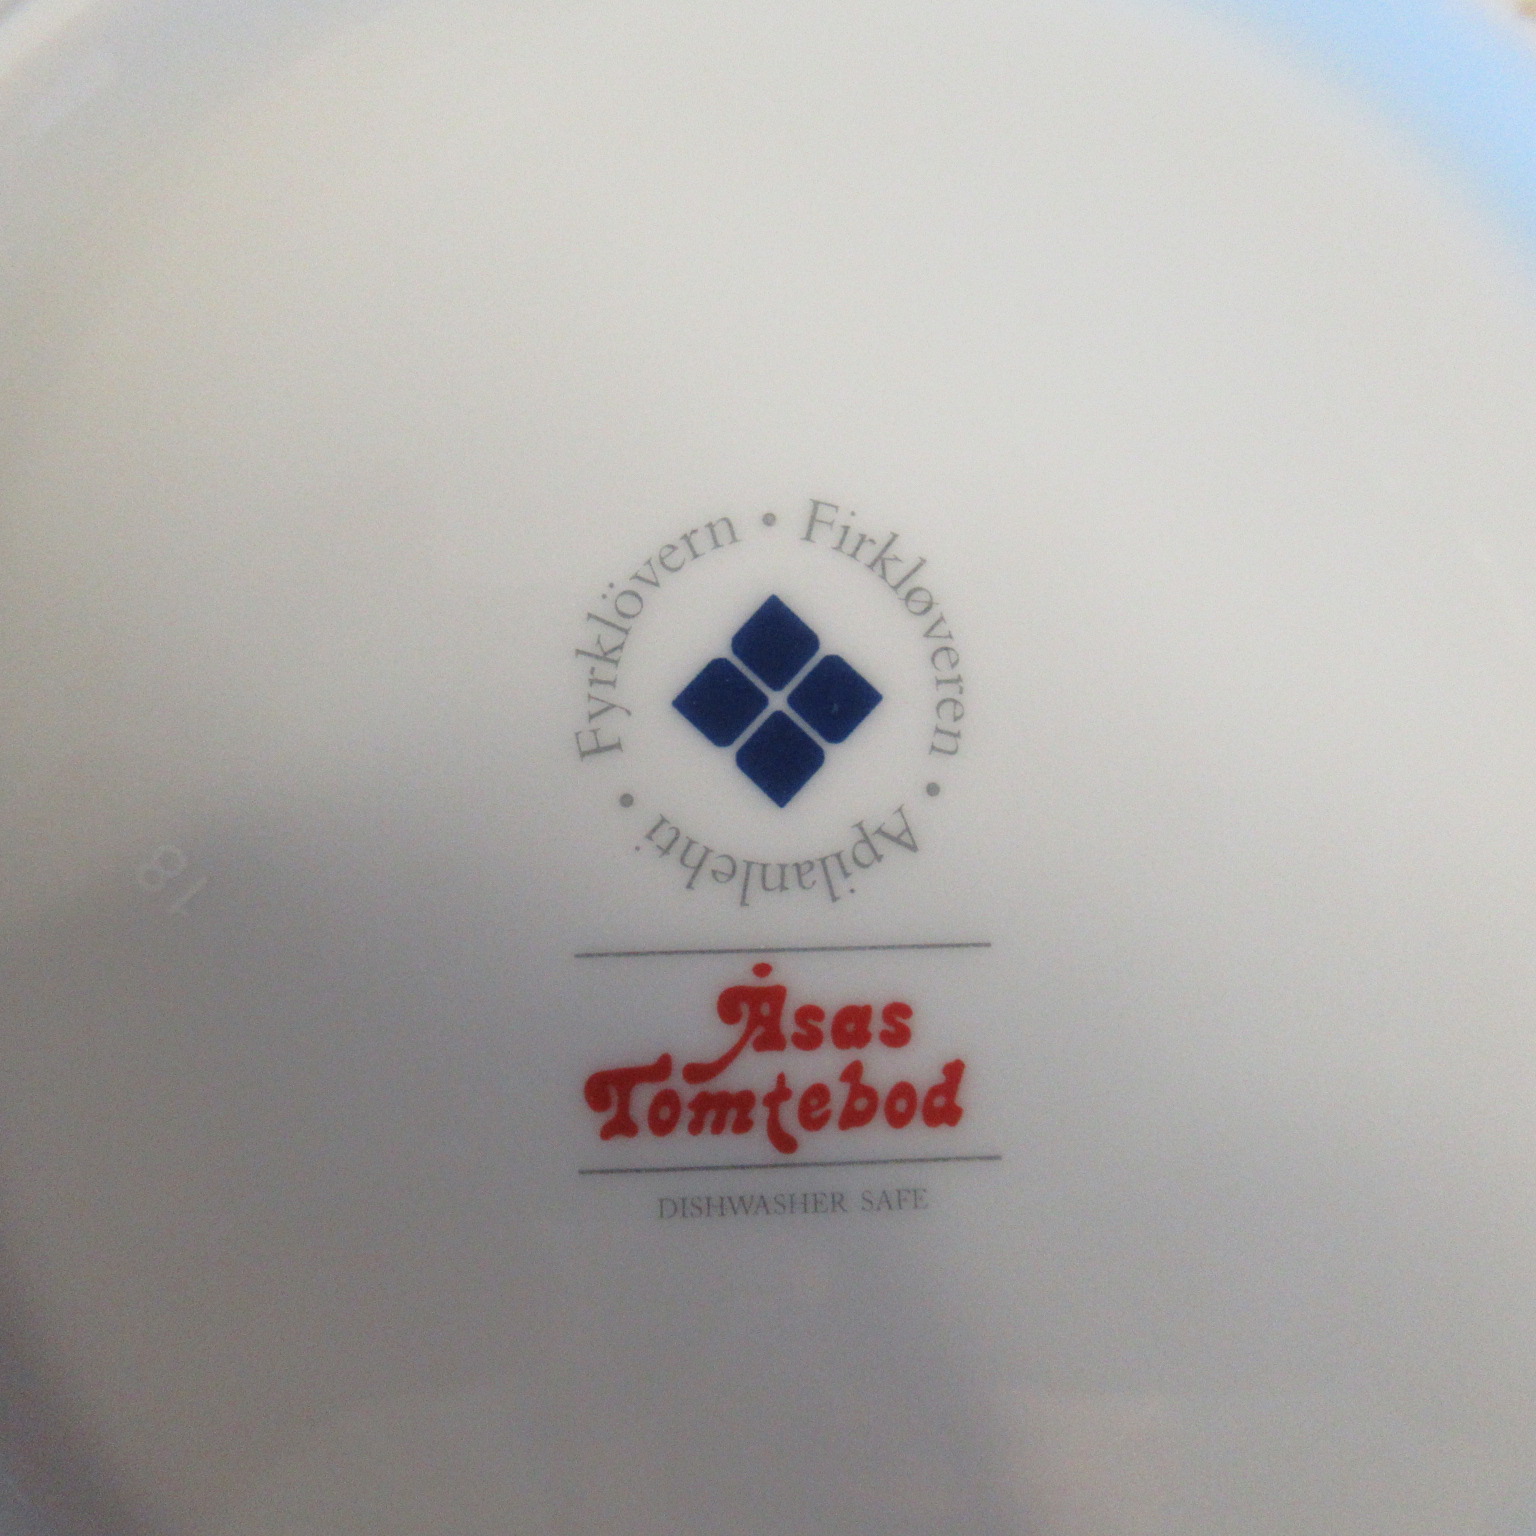 Fyrklövern • Firkløveren • Apilanlehti •
Åsas
Tomtebod
DISHWASHER SAFE
18